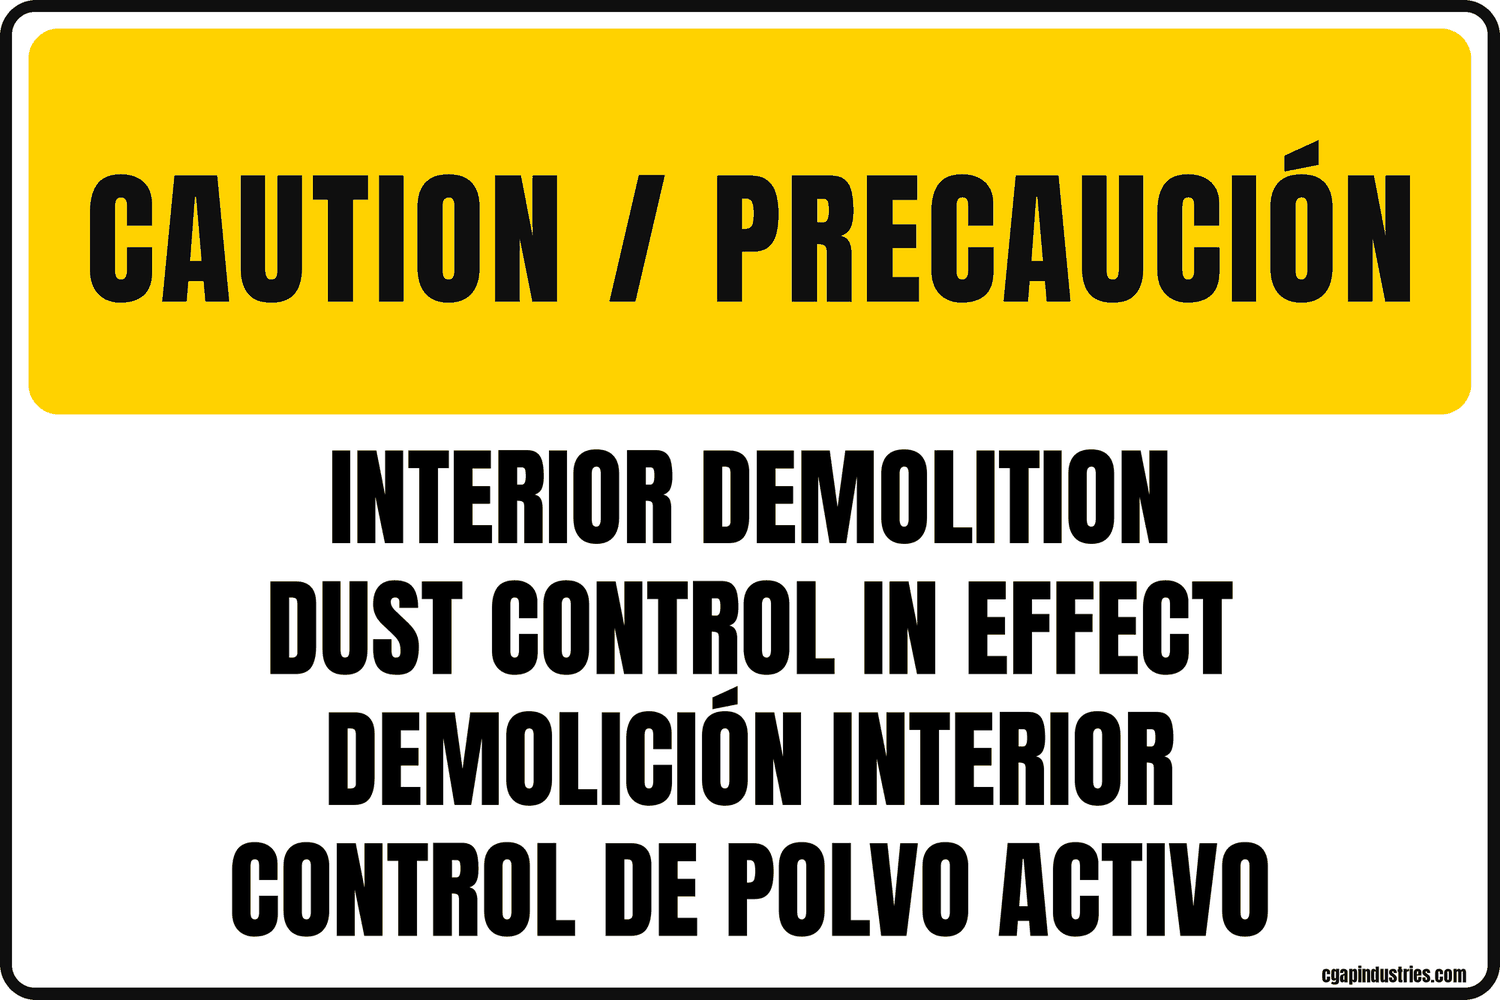 CAUTION / PRECAUCIÓN
INTERIOR DEMOLITION
DUST CONTROL IN EFFECT
DEMOLICIÓN INTERIOR
CONTROL DE POLVO ACTIVO
cgapindustries.com